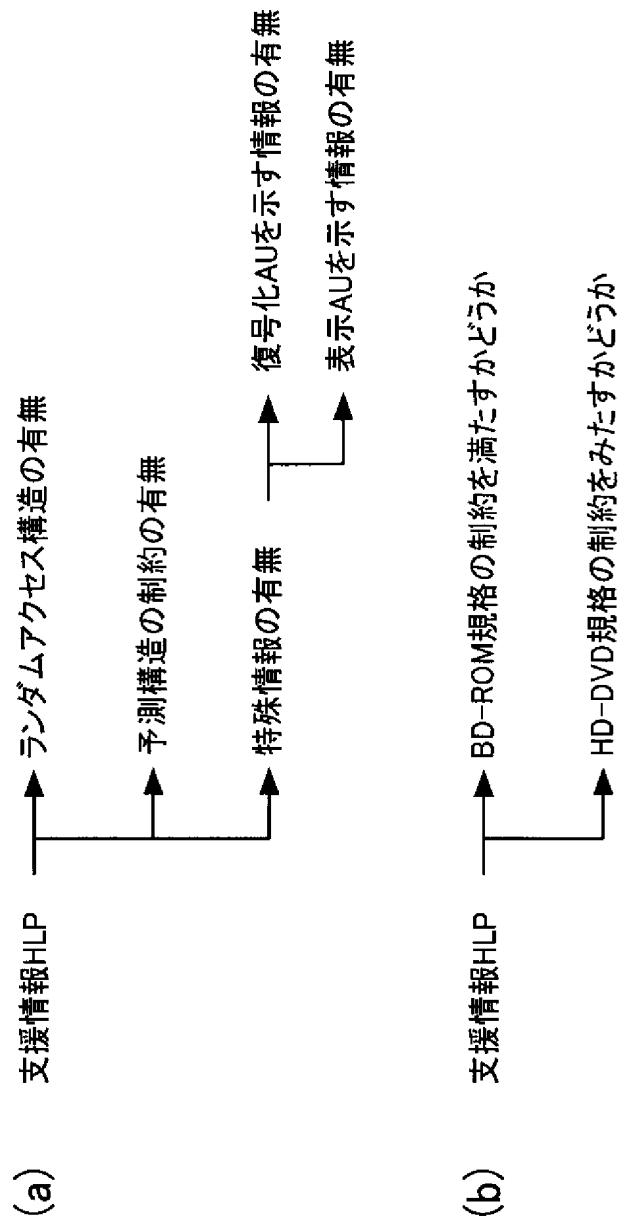 (a)
支援情報HLP
ランダムアクセス構造の有無
予測構造の制約の有無
特殊情報の有無
復号化AUを示す情報の有無
表示AUを示す情報の有無
(b)
支援情報HLP
BD-ROM規格の制約を満たすかどうか
HD-DVD規格の制約をみたすかどうか